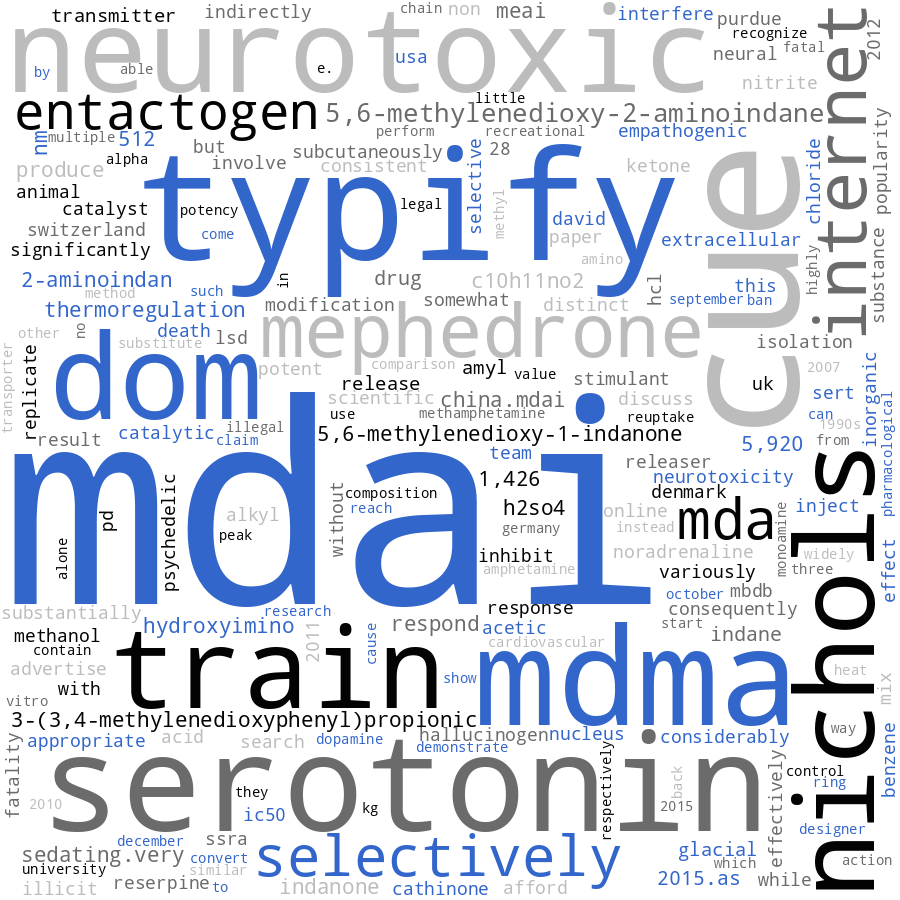 transmitter
indirectly
chain
non
meai
interfere
purdue
internet
2012
neurotoxic
recognize
by
able
e.
usa
neural
fatal
nitrite
entactogen
little
5,6-methylenedioxy-2-aminoindane
nm
multiple
512
perform
recreational
empathogenic
popularity
but
subcutaneously
28
produce
alpha
involve
consistent
selective
ketone
chloride
cue
animal
typify
catalyst
potency
legal
methyl
david
switzerland
come
paper
significantly
extracellular
amino
2-aminoindan
such
in
drug
c10h11no2
hcl
this
highly
substance
method
modification
somewhat
distinct
september
ban
thermoregulation
death
no
lsd
mephedrone
other
substitute
isolation
transporter
replicate
dom
potent
comparison
amyl
value
2007
inorganic
release
stimulant
uk
scientific
china.mdai
discuss
sert
pharmacological
use
methamphetamine
reuptake
can
1990s
result
catalytic
illegal
claim
5,6-methylenedioxy-1-indanone
5,920
from
nichols
mdai
team
releaser
pd
psychedelic
without
composition
1,426
neurotoxicity
denmark
alkyl
reach
h2so4
online
mda
inject
peak
germany
instead
monoamine
alone
inhibit
noradrenaline
widely
amphetamine
variously
three
effect
substantially
research
response
october
mbdb
consequently
methanol
hydroxyimino
2011
cause
respond
acetic
start
indane
contain
train
cardiovascular
mdma
advertise
heat
with
show
mix
vitro
3-(3,4-methylenedioxyphenyl)propionic
fatality
appropriate
acid
search
dopamine
hallucinogen
nucleus
considerably
way
benzene
demonstrate
serotonin
respectively
back
effectively
control
they
ring
2010
kg
2015
ic50
designer
december
ssra
selectively
glacial
sedating.very
convert
which
action
university
similar
2015.as
while
illicit
reserpine
to
indanone
cathinone
afford